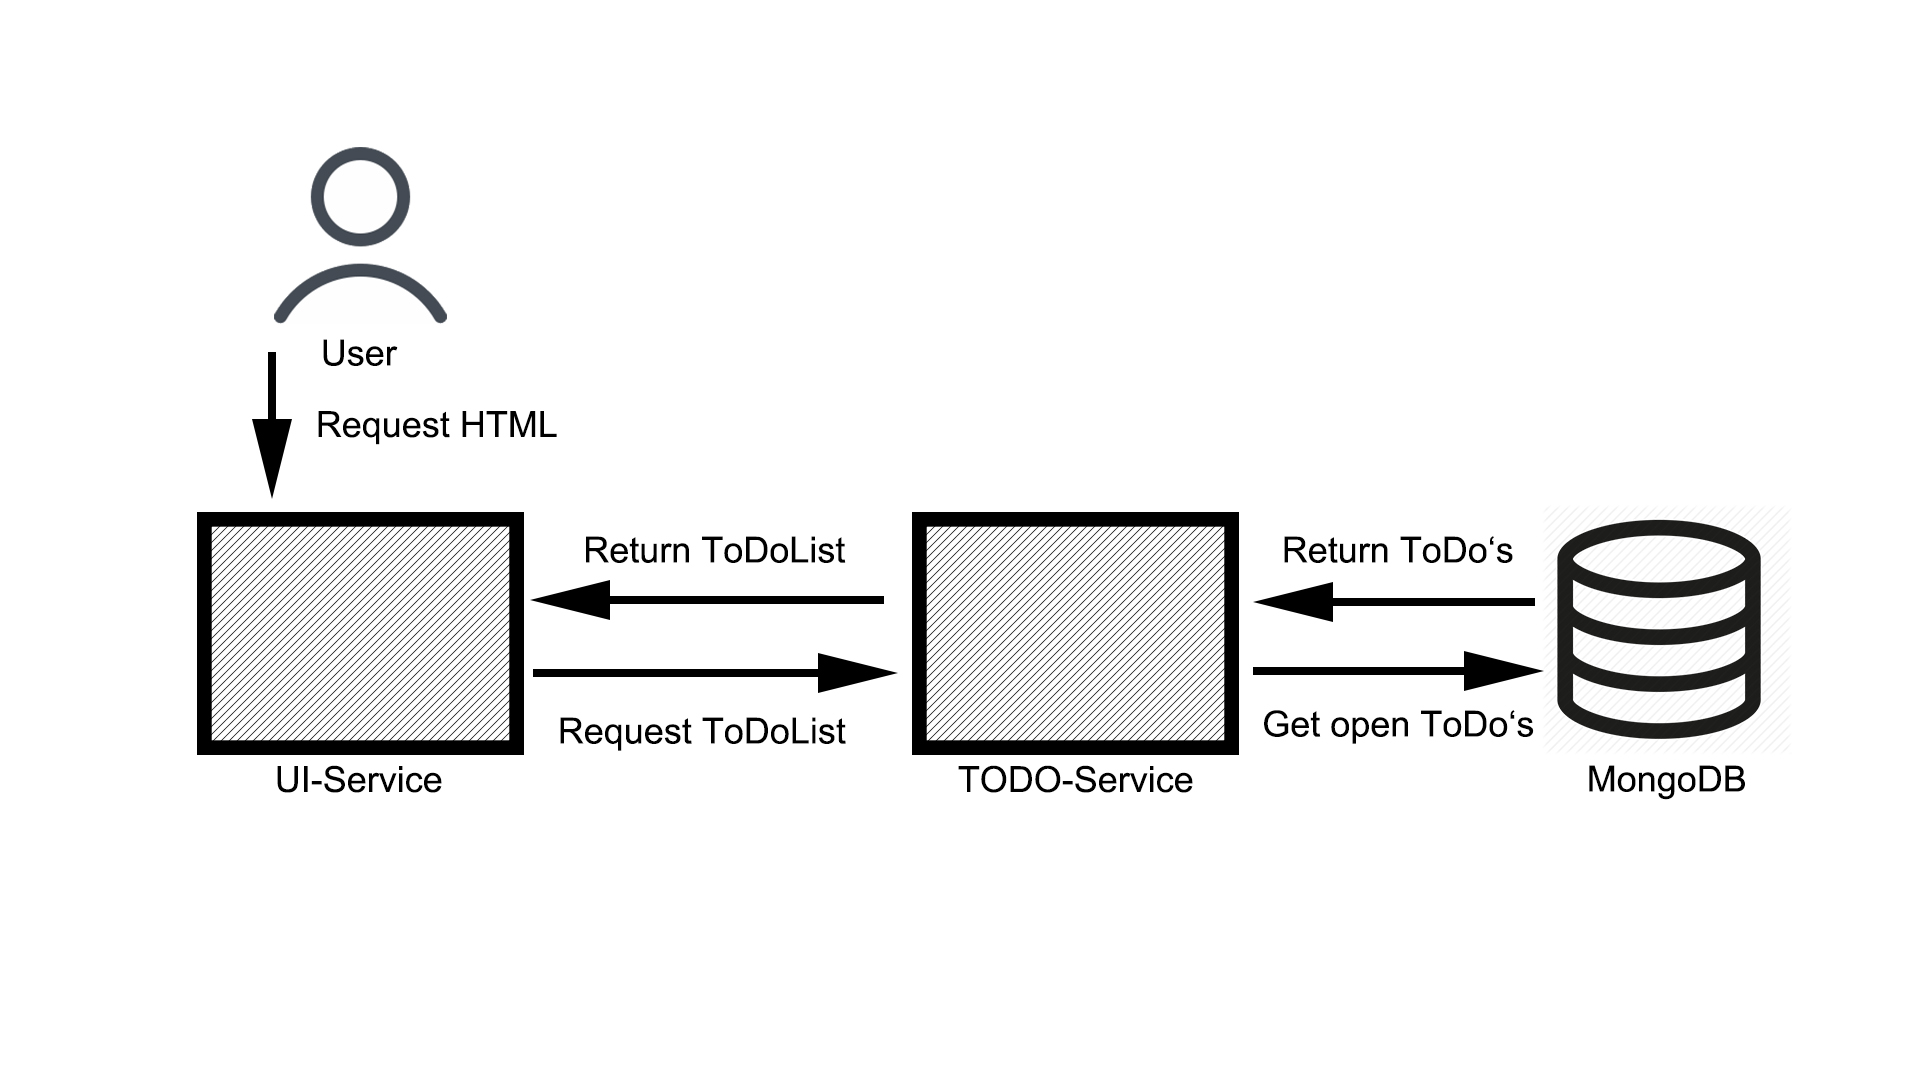 User
Request HTML
Return ToDoList
Return ToDo‘s
Request ToDoList
Get open ToDo‘s
UI-Service
TODO-Service
MongoDB